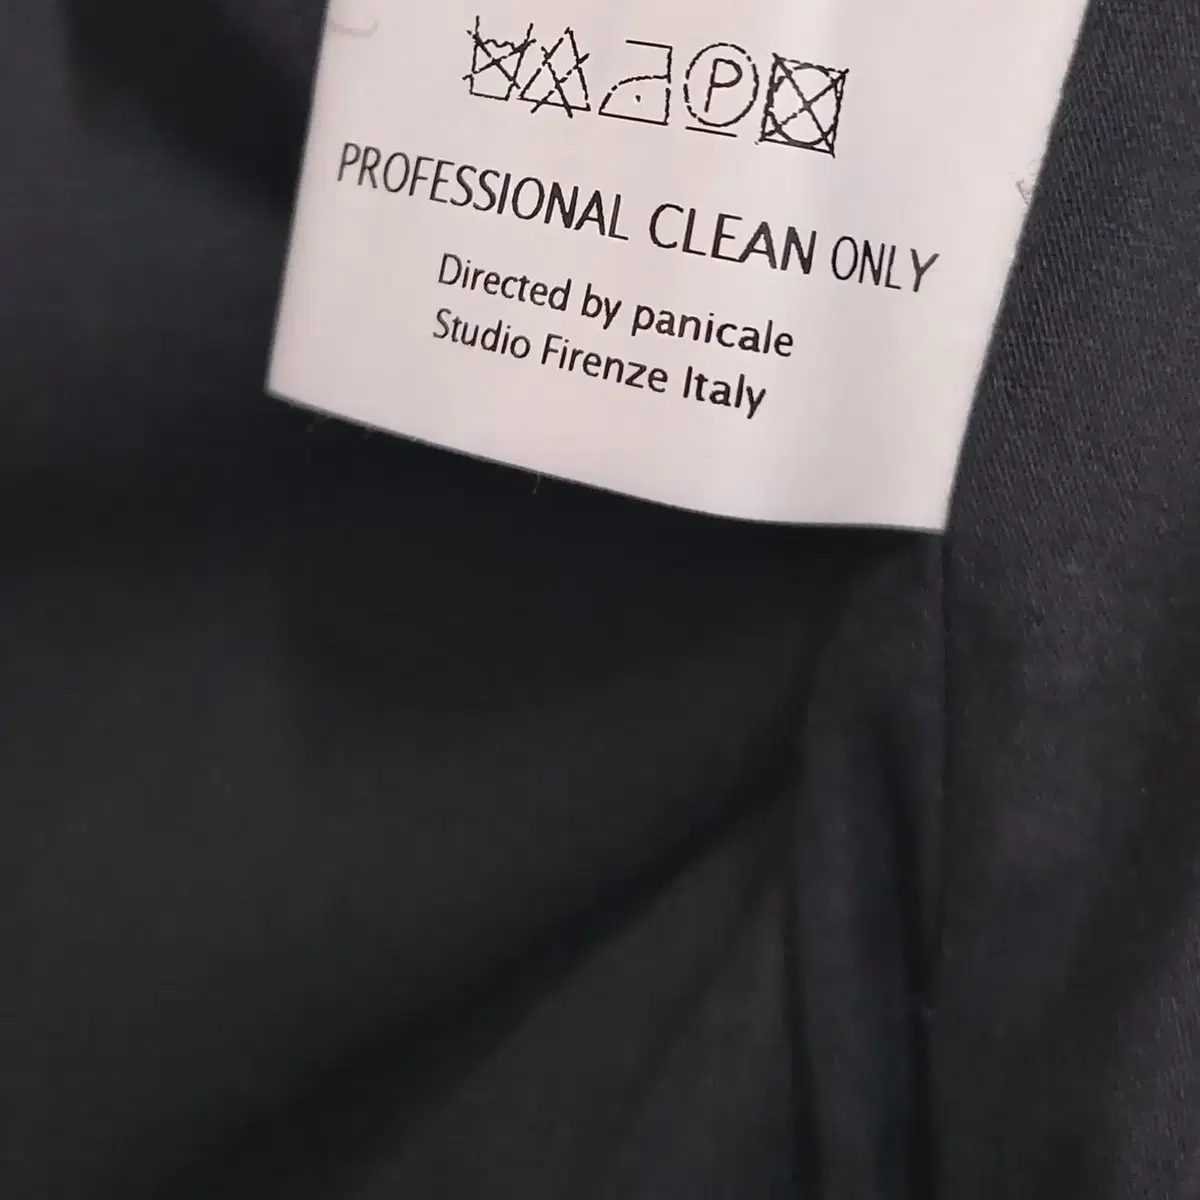 P
PROFESSIONAL CLEAN ONLY
Directed by panicale
Studio Firenze Italy